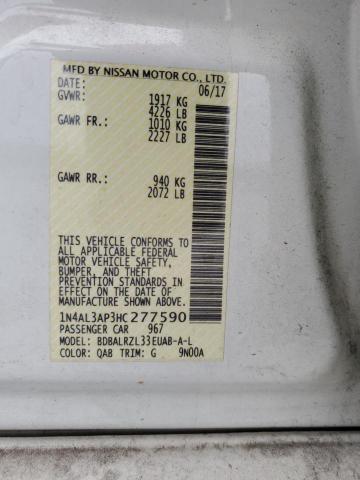 MFD BY NISSAN MOTOR CO., LTD.
DATE: 06/17
GVWR: 1917 KG
4226 LB
GAWR FR.: 1010 KG
2227 LB
GAWR RR.: 940 KG
2072 LB
THIS VEHICLE CONFORMS TO
ALL APPLICABLE FEDERAL
MOTOR VEHICLE SAFETY,
BUMPER, AND THEFT
PREVENTION STANDARDS IN
EFFECT ON THE DATE OF
MANUFACTURE SHOWN ABOVE.
1N4AL3AP3HC277590
PASSENGER CAR 967
MODEL: BDBALRZL33EUAB-A-L
COLOR: QAB TRIM: G 9N00A